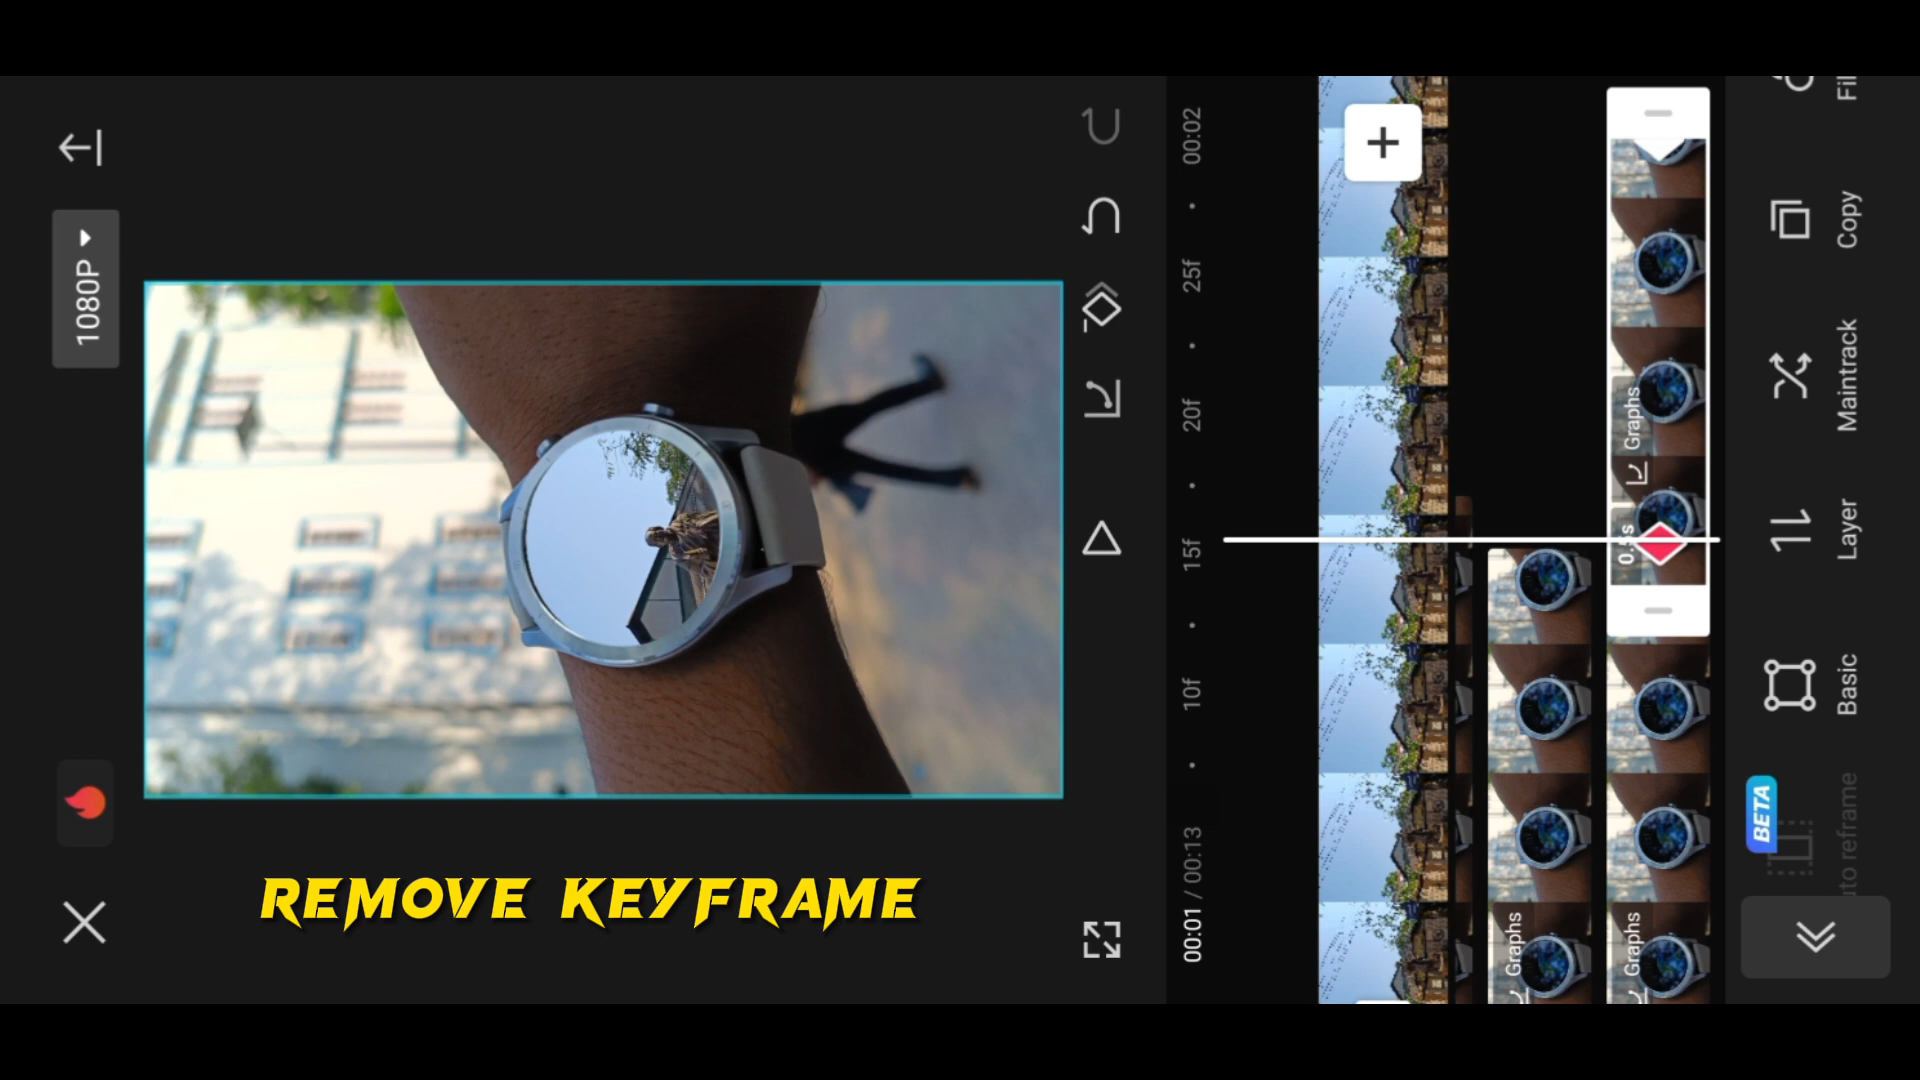 1080P
REMOVE KEYFRAME
00:01 / 00:13
10f
15f
20f
25f
00:02
Graphs
Graphs
Graphs
BETA
Basic
Layer
Maintrack
Copy
Fil